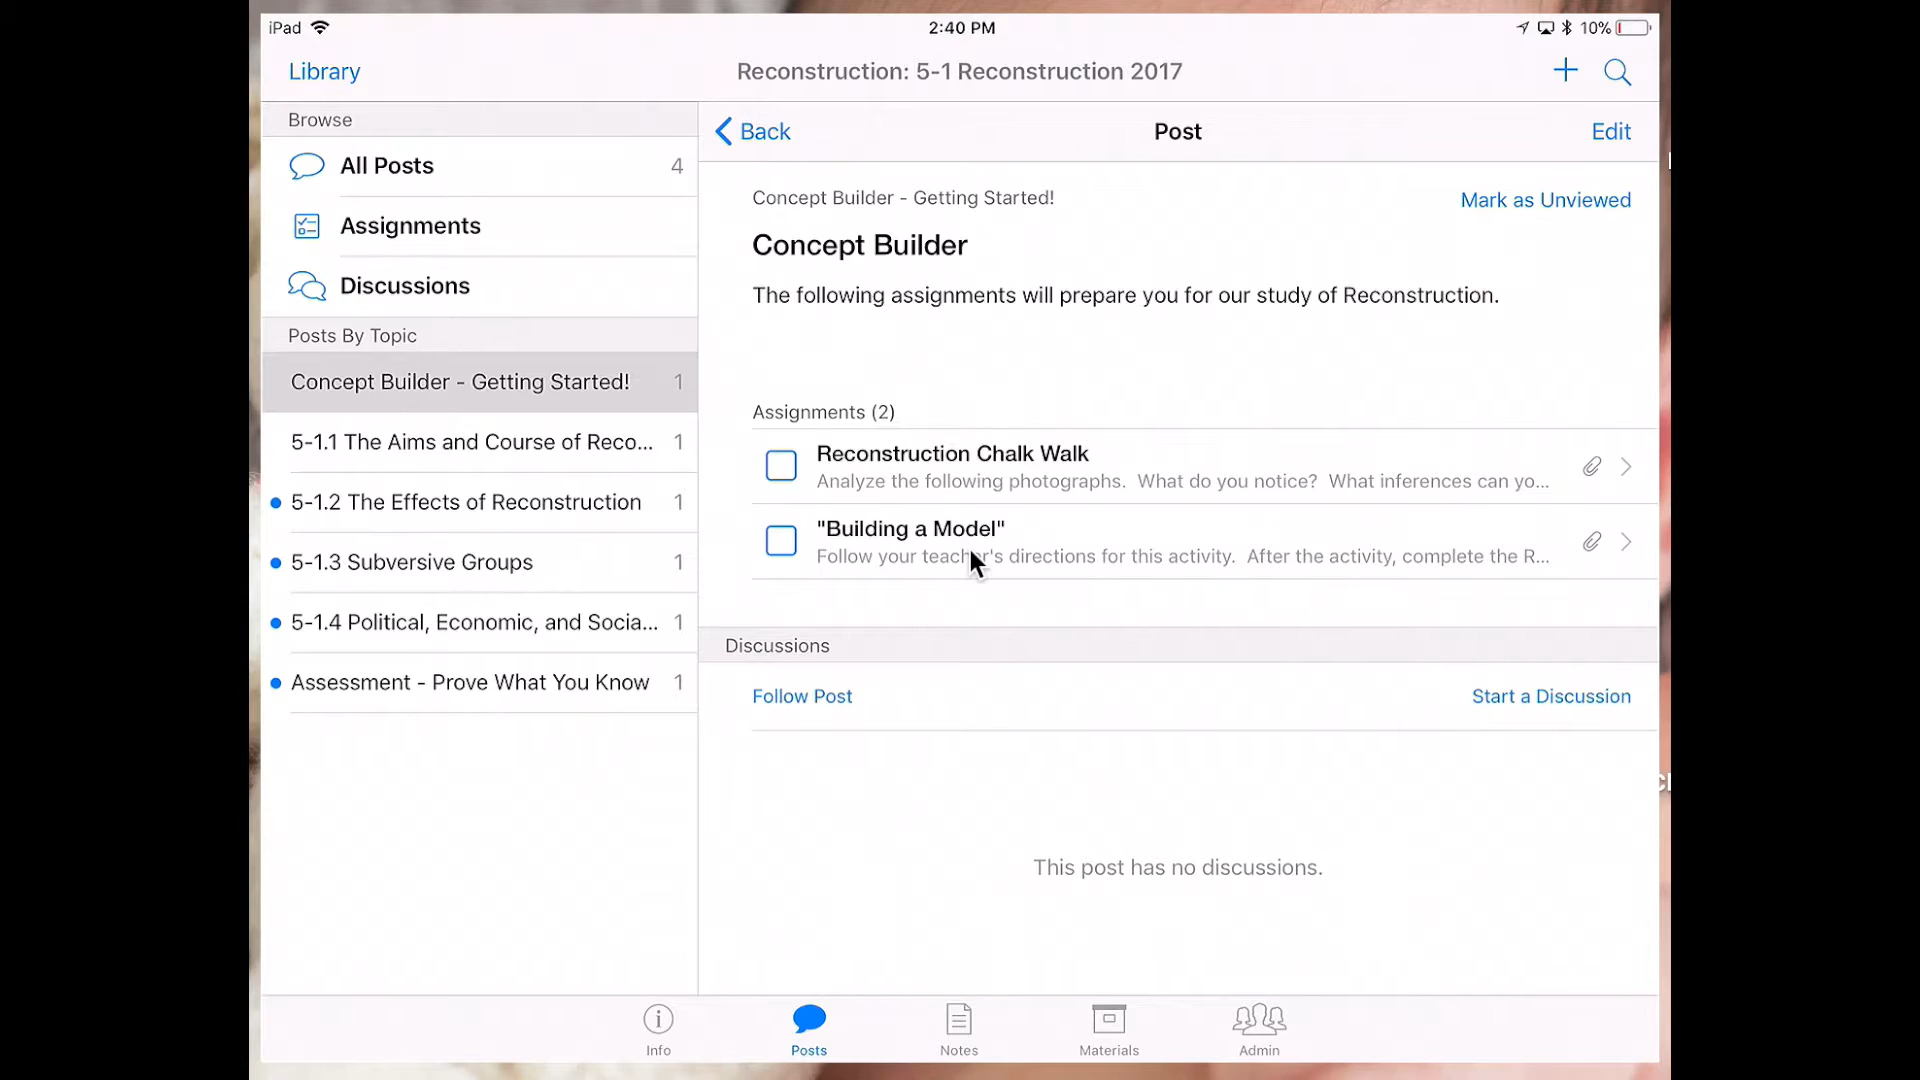 iPad
2:40 PM
10%
Library
Reconstruction: 5-1 Reconstruction 2017
Browse
All Posts 4
Assignments
Discussions
Posts By Topic
Concept Builder - Getting Started! 1
5-1.1 The Aims and Course of Reco... 1
5-1.2 The Effects of Reconstruction 1
5-1.3 Subversive Groups 1
5-1.4 Political, Economic, and Socia... 1
Assessment - Prove What You Know 1
Back
Post
Edit
Concept Builder - Getting Started!
Mark as Unviewed
Concept Builder
The following assignments will prepare you for our study of Reconstruction.
Assignments (2)
Reconstruction Chalk Walk
Analyze the following photographs. What do you notice? What inferences can yo...
"Building a Model"
Follow your teacher's directions for this activity. After the activity, complete the R...
Discussions
Follow Post
Start a Discussion
This post has no discussions.
Info
Posts
Notes
Materials
Admin